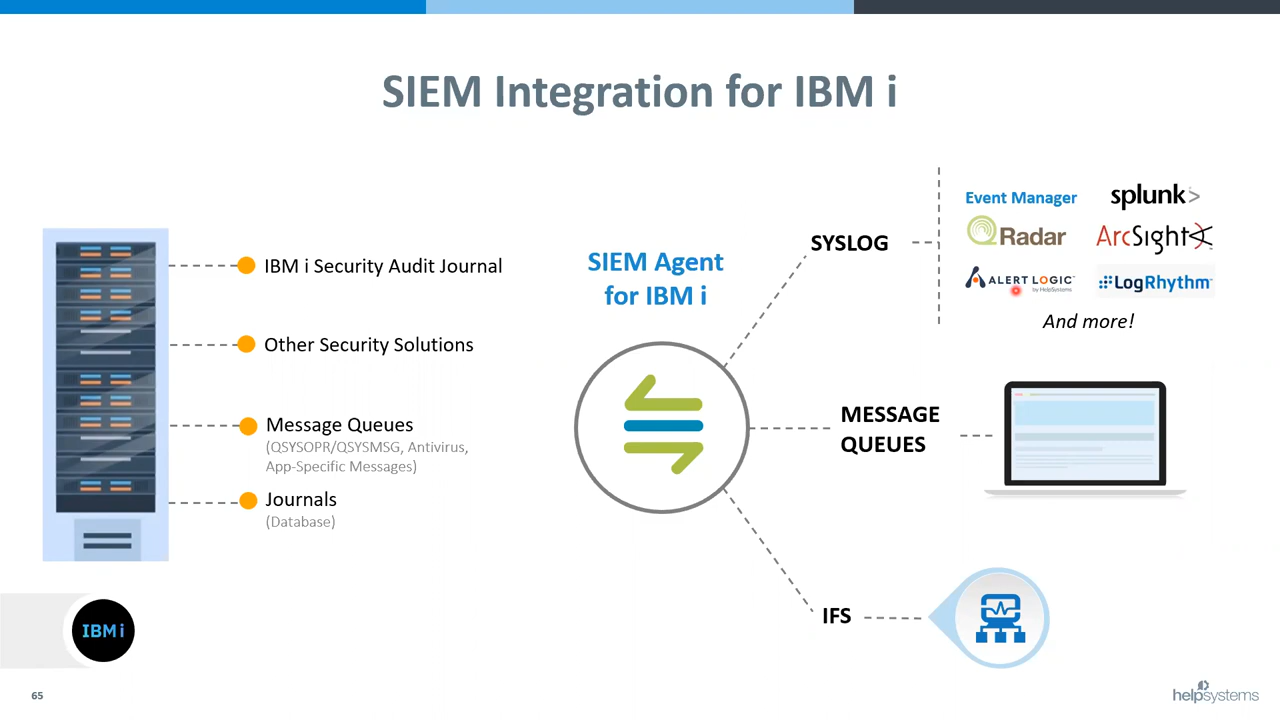 SIEM Integration for IBM i
IBM i Security Audit Journal
Other Security Solutions
Message Queues
(QSYSOPR/QSYSMSG, Antivirus,
App-Specific Messages)
Journals
(Database)
IBM i
SIEM Agent
for IBM i
SYSLOG
Event Manager
splunk>
Radar
ArcSight
ALERT LOGIC™
by HelpSystems
LogRhythm™
And more!
MESSAGE
QUEUES
IFS
65
helpsystems